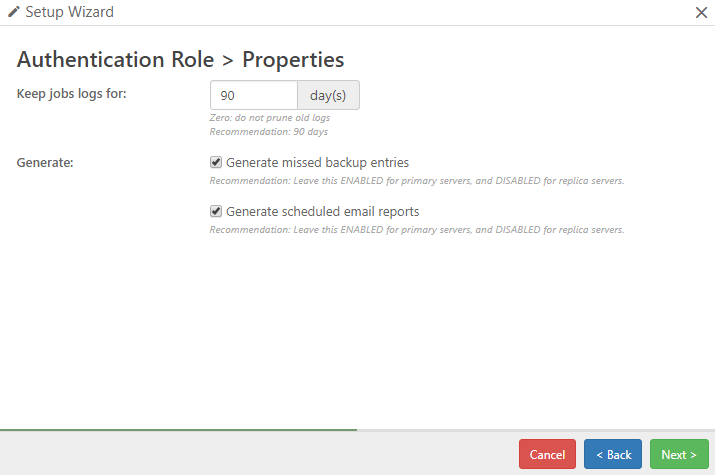 Setup Wizard
Authentication Role > Properties
Keep jobs logs for:
90 day(s)
Zero: do not prune old logs
Recommendation: 90 days
Generate:
Generate missed backup entries
Recommendation: Leave this ENABLED for primary servers, and DISABLED for replica servers.
Generate scheduled email reports
Recommendation: Leave this ENABLED for primary servers, and DISABLED for replica servers.
Cancel < Back Next >